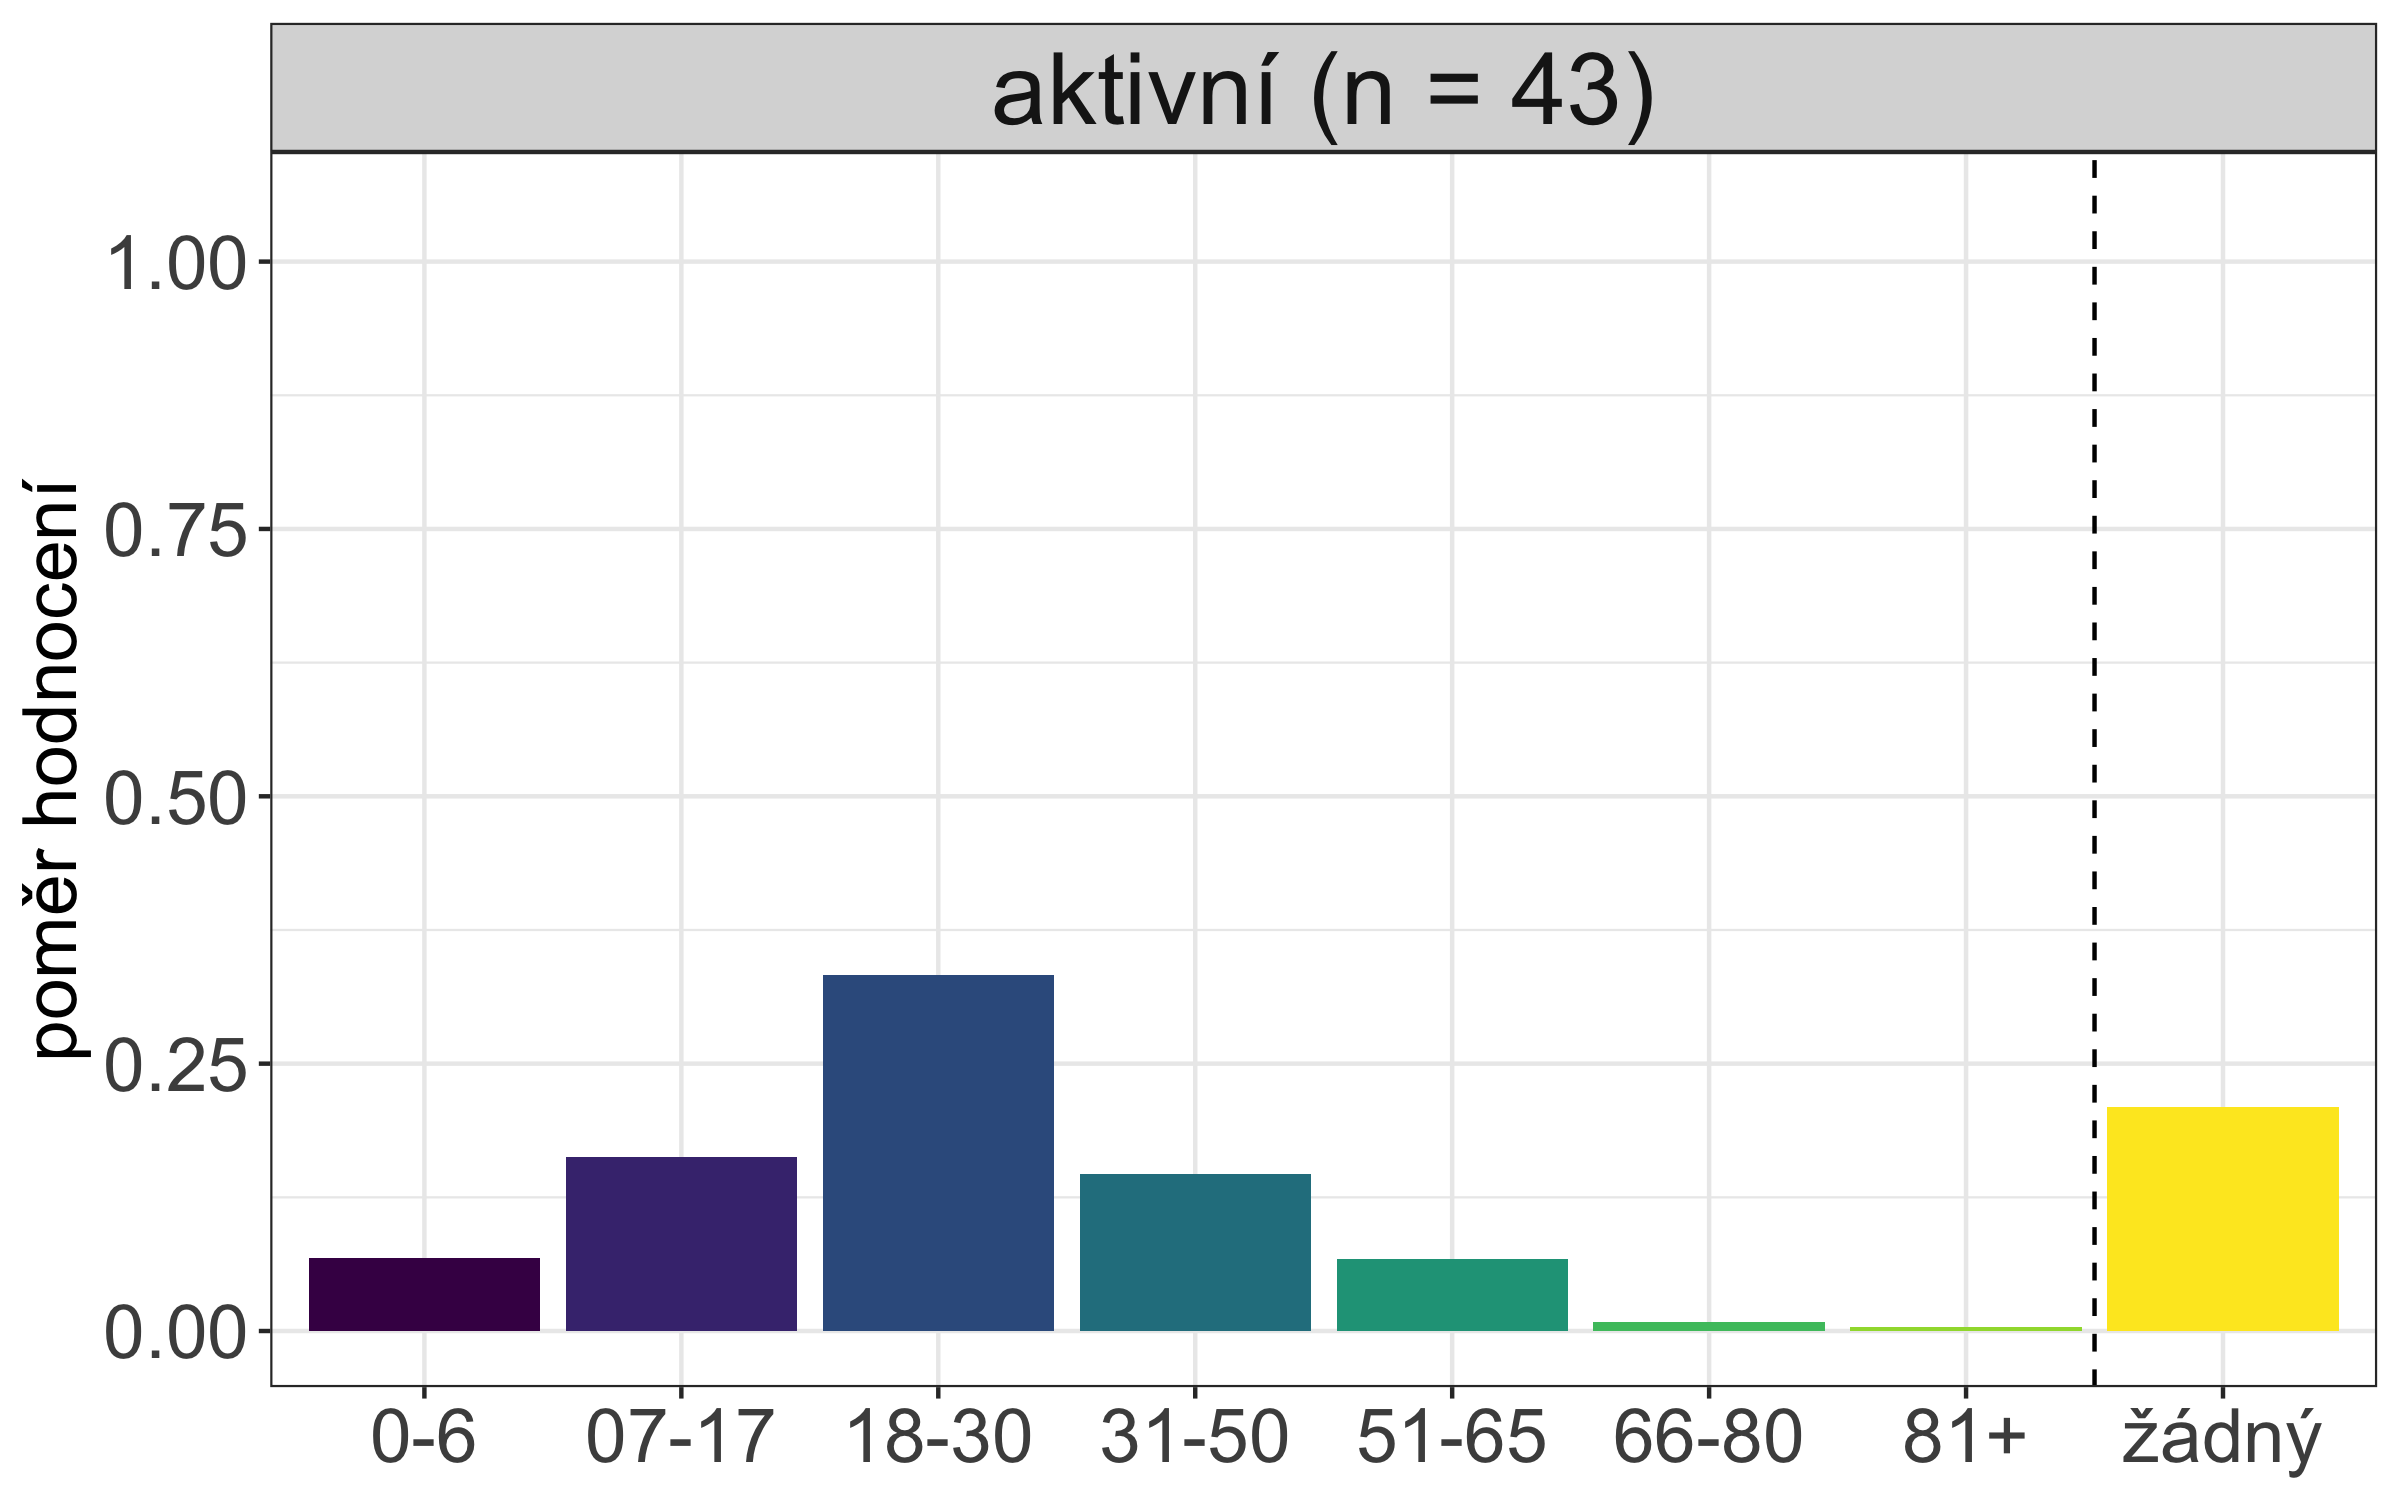 aktivní (n = 43)
poměr hodnocení
1.00
0.75
0.50
0.25
0.00
0-6 07-17 18-30 31-50 51-65 66-80 81+ žádný